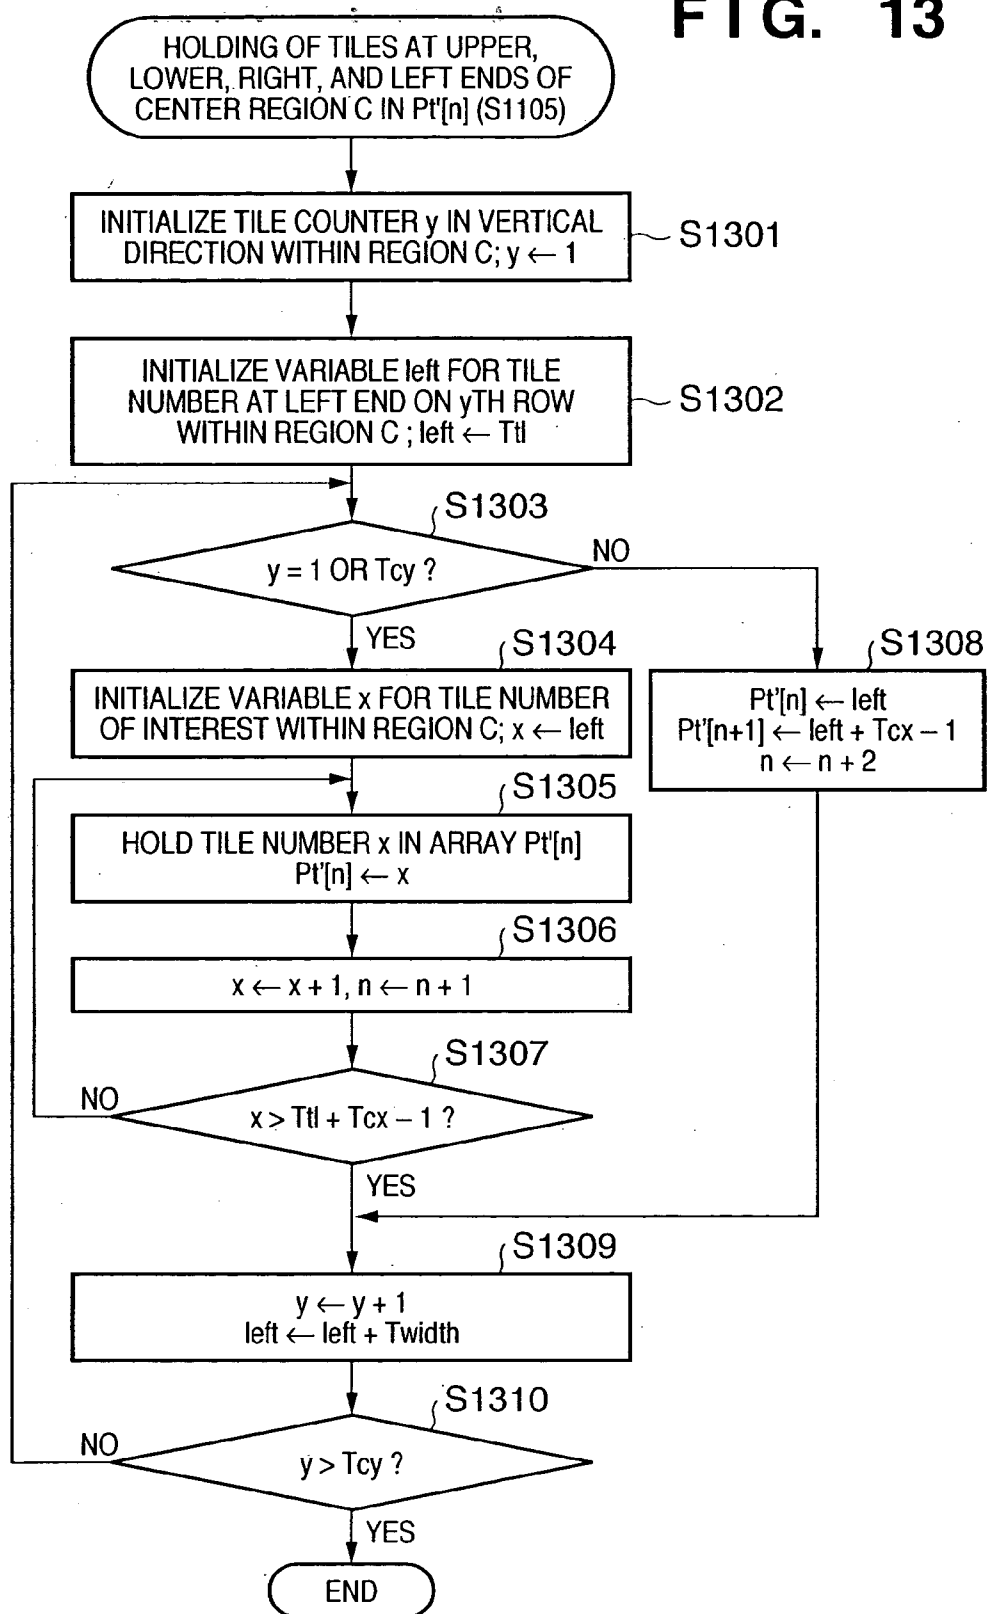 FIG. 13
HOLDING OF TILES AT UPPER,
LOWER, RIGHT, AND LEFT ENDS OF
CENTER REGION C IN Pt'[n] (S1105)
INITIALIZE TILE COUNTER y IN VERTICAL
DIRECTION WITHIN REGION C; y ← 1
S1301
INITIALIZE VARIABLE left FOR TILE
NUMBER AT LEFT END ON yTH ROW
WITHIN REGION C ; left ← Ttl
S1302
S1303
y = 1 OR Tcy ?
NO
YES
S1304
INITIALIZE VARIABLE x FOR TILE NUMBER
OF INTEREST WITHIN REGION C; x ← left
S1308
Pt'[n] ← left
Pt'[n+1] ← left + Tcx − 1
n ← n + 2
S1305
HOLD TILE NUMBER x IN ARRAY Pt'[n]
Pt'[n] ← x
S1306
x ← x + 1, n ← n + 1
S1307
x > Ttl + Tcx − 1 ?
NO
YES
S1309
y ← y + 1
left ← left + Twidth
S1310
y > Tcy ?
NO
YES
END